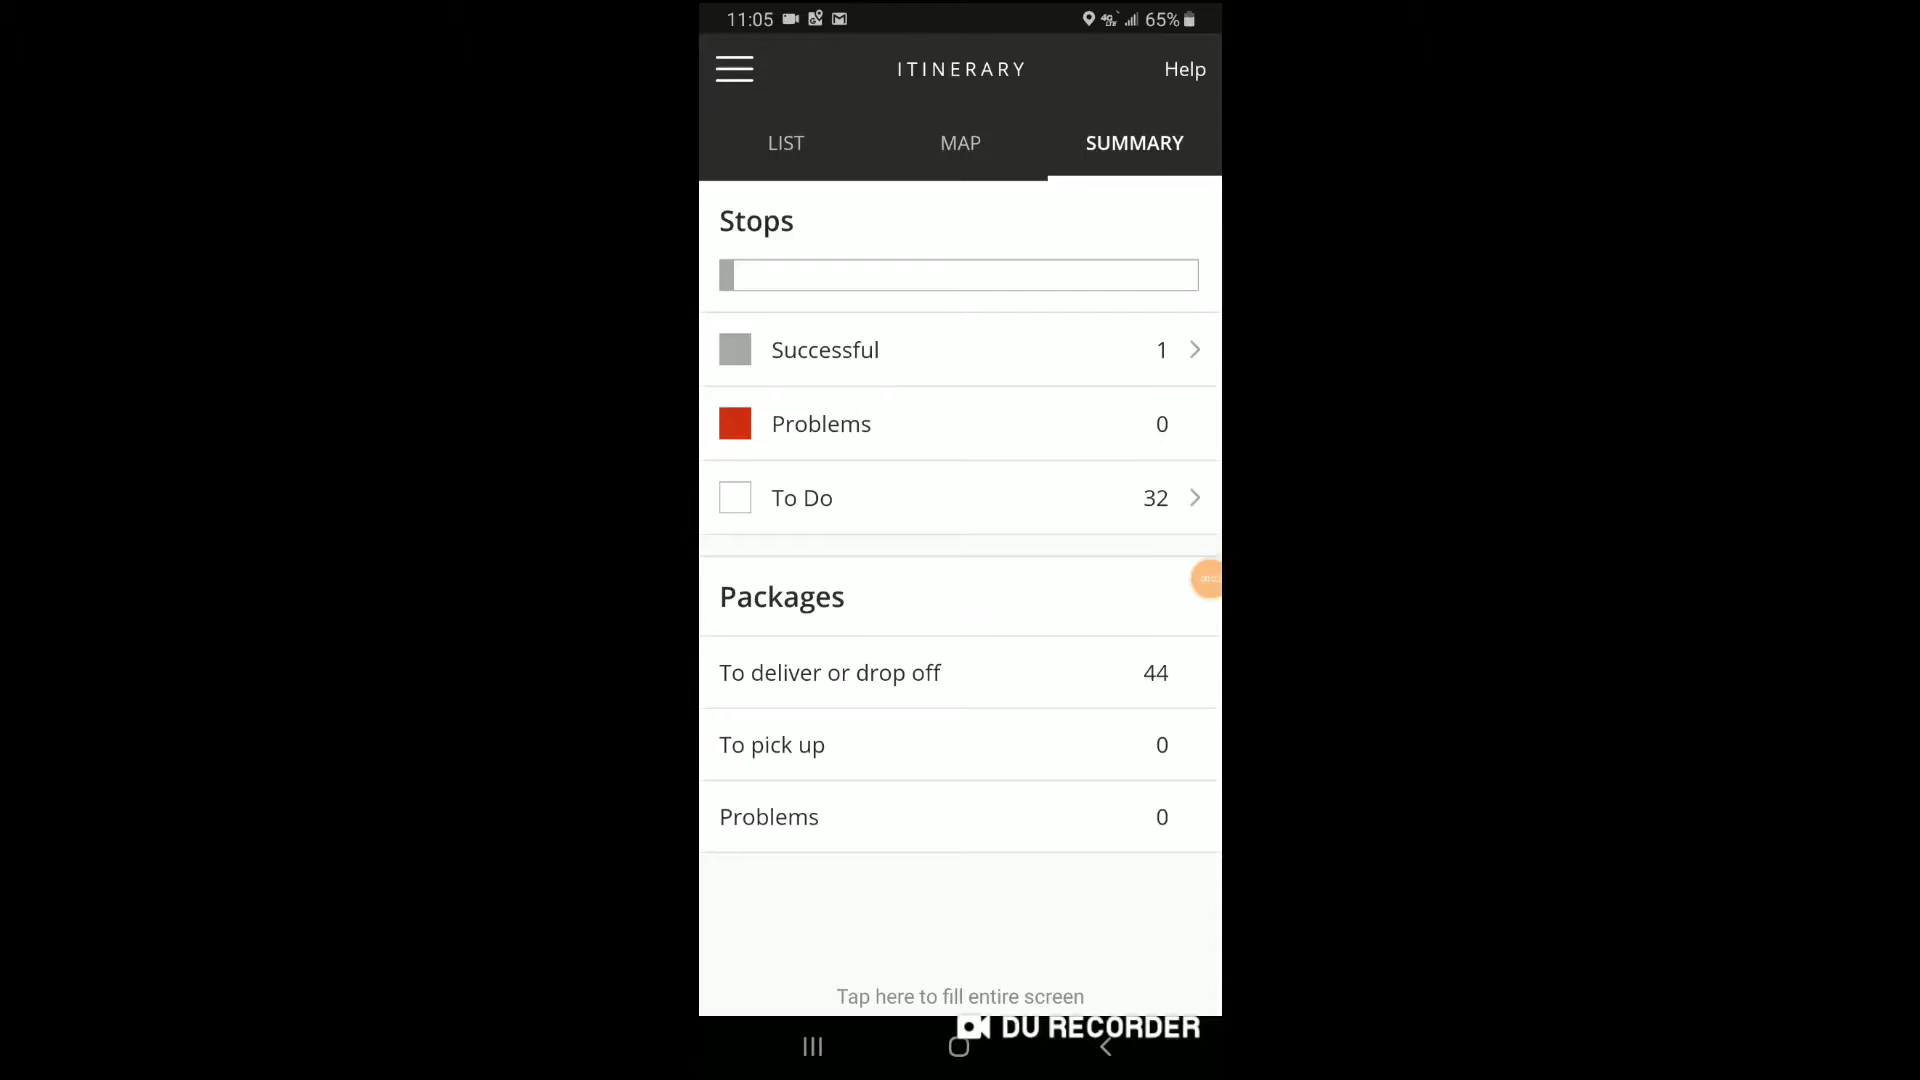 11:05 65%
ITINERARY Help
LIST MAP SUMMARY
Stops
Successful 1
Problems 0
To Do 32
Packages
To deliver or drop off 44
To pick up 0
Problems 0
Tap here to fill entire screen
DU RECORDER